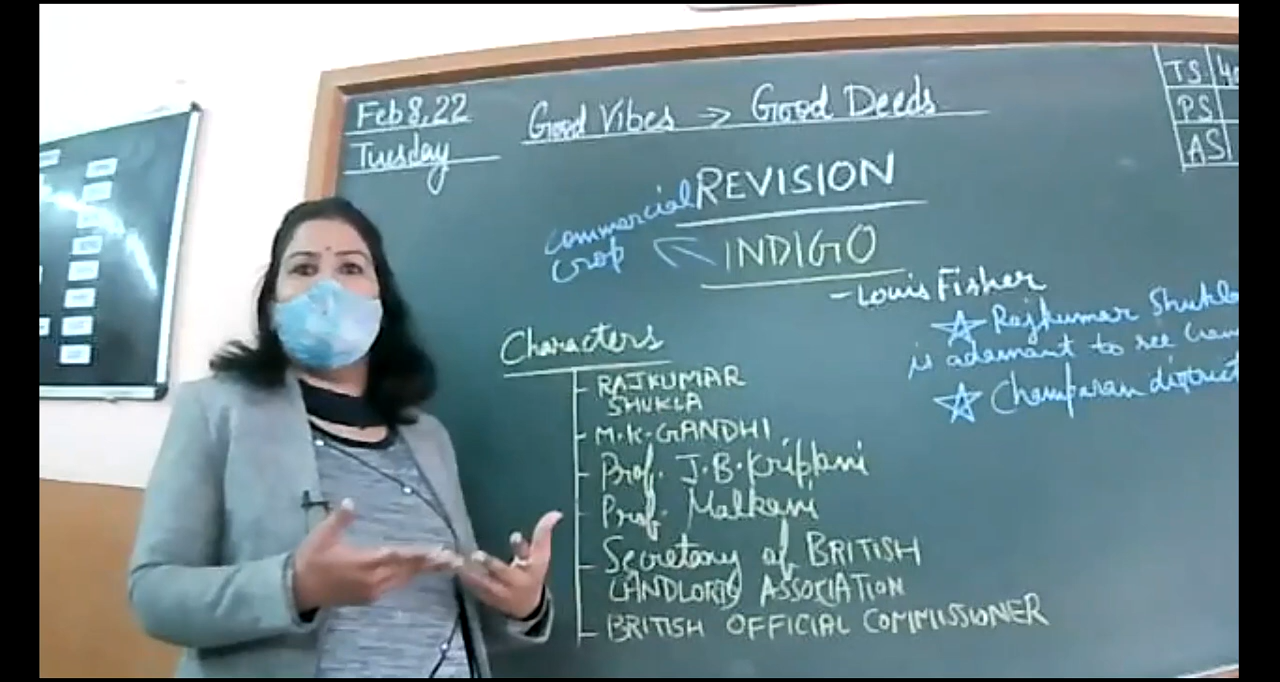 Feb 8, 22
Tuesday
Good Vibes → Good Deeds
TS
PS
AS
REVISION
commercial
crop
INDIGO
- Louis Fisher
☆ Rajkumar Shukla
is adamant to see
☆ Champaran district
Characters
- RAJKUMAR
SHUKLA
- M.K.GANDHI
- Prof. J.B.Krippani
- Prof. Malkani
- Secretary of BRITISH
LANDLORDS ASSOCIATION
- BRITISH OFFICIAL COMMISSIONER